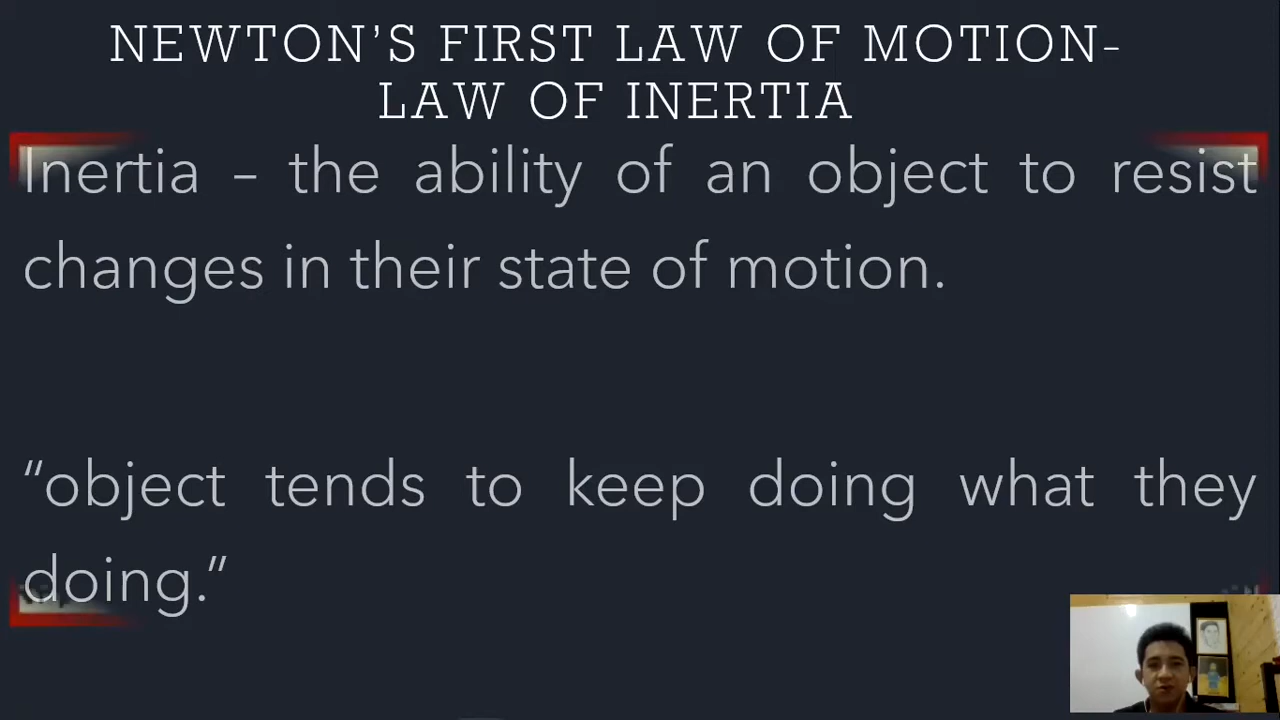 NEWTON’S FIRST LAW OF MOTION-
LAW OF INERTIA
Inertia – the ability of an object to resist
changes in their state of motion.
“object tends to keep doing what they
doing.”